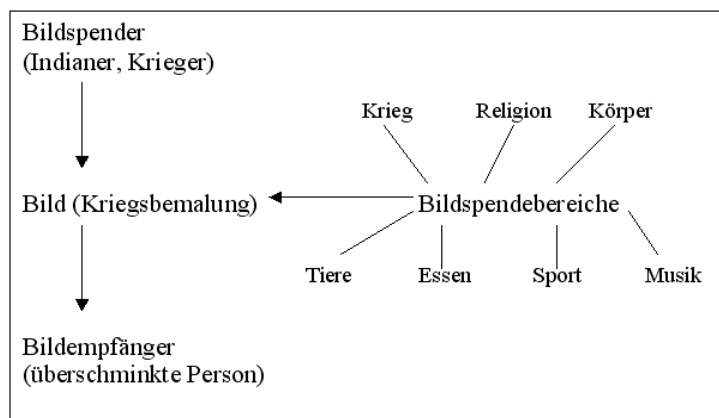 Bildspender
(Indianer, Krieger)
Krieg
Religion
Körper
Bild (Kriegsbemalung)
Bildspendebereiche
Tiere
Essen
Sport
Musik
Bildempfänger
(überschminkte Person)